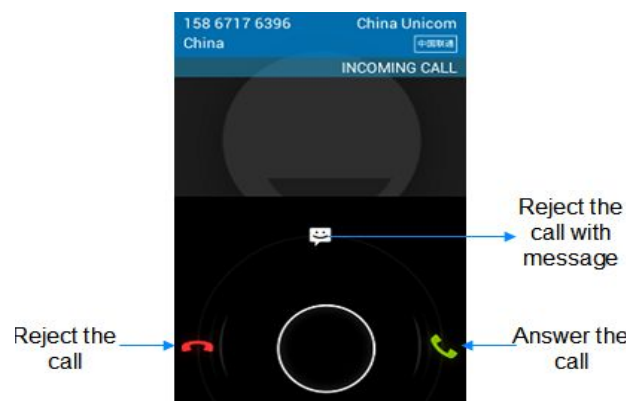 158 6717 6396
China Unicom
China
中国联通
INCOMING CALL
Reject the
call with
message
Reject the
call
Answer the
call